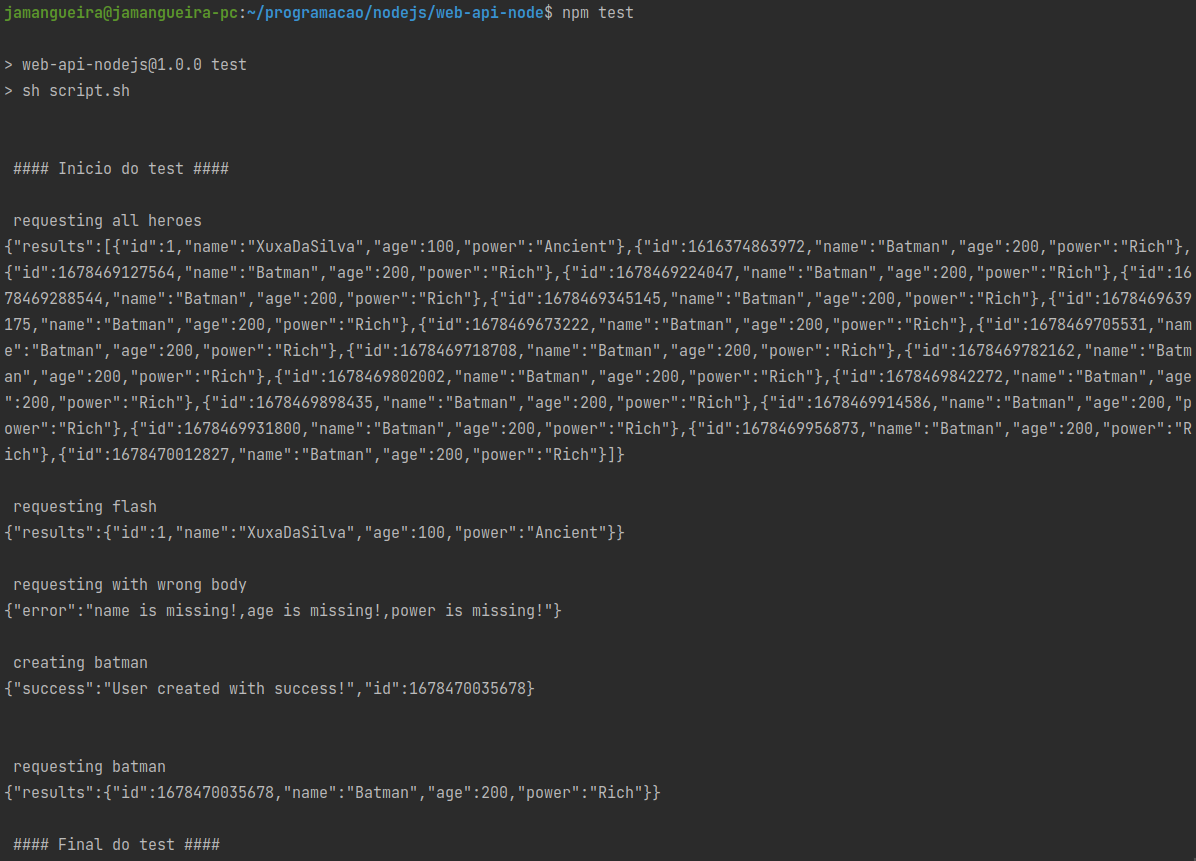 jamangueira@jamangueira-pc:~/programacao/nodejs/web-api-node$ npm test
> web-api-nodejs@1.0.0 test
> sh script.sh
#### Inicio do test ####
requesting all heroes
{"results":[{"id":1,"name":"XuxaDaSilva","age":100,"power":"Ancient"},{"id":1616374863972,"name":"Batman","age":200,"power":"Rich"},
{"id":1678469127564,"name":"Batman","age":200,"power":"Rich"},{"id":1678469224047,"name":"Batman","age":200,"power":"Rich"},{"id":16
78469288544,"name":"Batman","age":200,"power":"Rich"},{"id":1678469345145,"name":"Batman","age":200,"power":"Rich"},{"id":1678469639
175,"name":"Batman","age":200,"power":"Rich"},{"id":1678469673222,"name":"Batman","age":200,"power":"Rich"},{"id":1678469705531,"nam
e":"Batman","age":200,"power":"Rich"},{"id":1678469718708,"name":"Batman","age":200,"power":"Rich"},{"id":1678469782162,"name":"Batm
an","age":200,"power":"Rich"},{"id":1678469802002,"name":"Batman","age":200,"power":"Rich"},{"id":1678469842272,"name":"Batman","age
":200,"power":"Rich"},{"id":1678469898435,"name":"Batman","age":200,"power":"Rich"},{"id":1678469914586,"name":"Batman","age":200,"p
ower":"Rich"},{"id":1678469931800,"name":"Batman","age":200,"power":"Rich"},{"id":1678469956873,"name":"Batman","age":200,"power":"R
ich"},{"id":1678470012827,"name":"Batman","age":200,"power":"Rich"}]}
requesting flash
{"results":{"id":1,"name":"XuxaDaSilva","age":100,"power":"Ancient"}}
requesting with wrong body
{"error":"name is missing!,age is missing!,power is missing!"}
creating batman
{"success":"User created with success!","id":1678470035678}
requesting batman
{"results":{"id":1678470035678,"name":"Batman","age":200,"power":"Rich"}}
#### Final do test ####